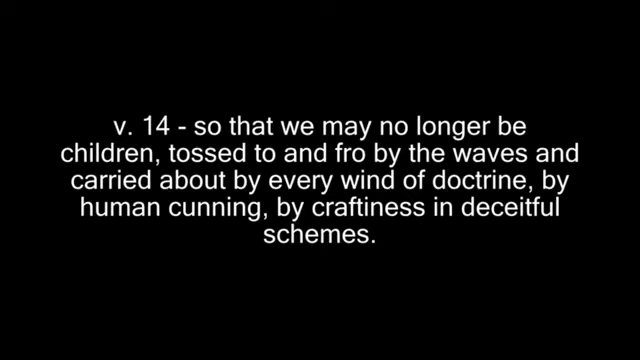 v. 14 - so that we may no longer be
children, tossed to and fro by the waves and
carried about by every wind of doctrine, by
human cunning, by craftiness in deceitful
schemes.